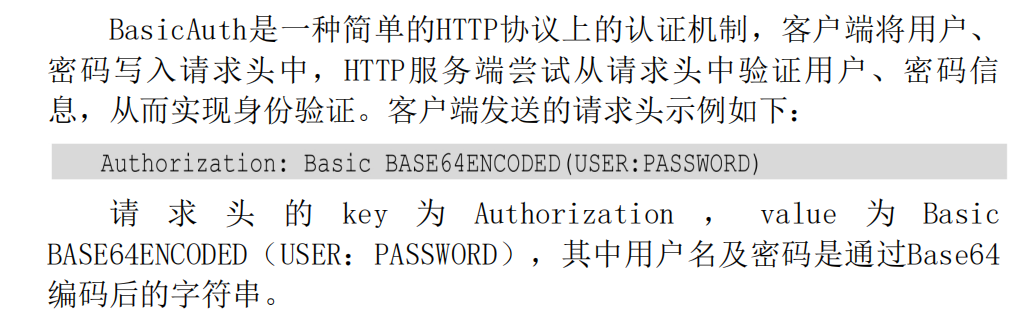 BasicAuth是一种简单的HTTP协议上的认证机制，客户端将用户、
密码写入请求头中，HTTP服务端尝试从请求头中验证用户、密码信
息，从而实现身份验证。客户端发送的请求头示例如下：
Authorization: Basic BASE64ENCODED(USER:PASSWORD)
请求头的key为Authorization，value为Basic
BASE64ENCODED（USER：PASSWORD），其中用户名及密码是通过Base64
编码后的字符串。